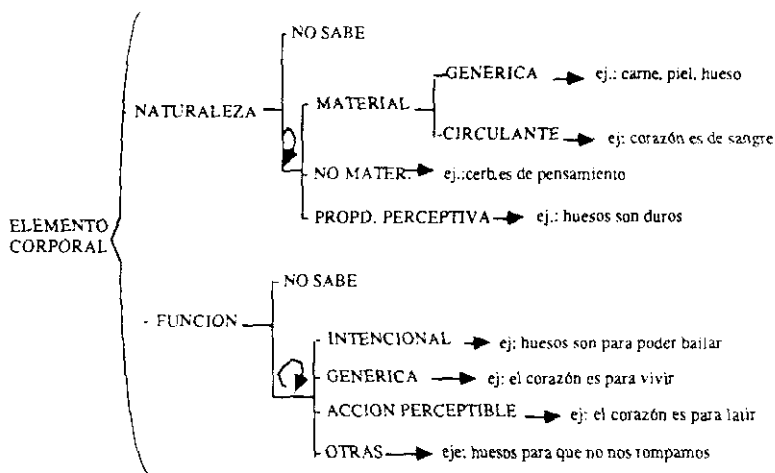 NO SABE
GENERICA ej.: carne, piel, hueso
NATURALEZA MATERIAL
CIRCULANTE ej: corazón es de sangre
NO MATER. ej.:cerb.es de pensamiento
PROPD. PERCEPTIVA ej.: huesos son duros
ELEMENTO
CORPORAL
NO SABE
- FUNCION
INTENCIONAL ej: huesos son para poder bailar
GENERICA ej: el corazón es para vivir
ACCION PERCEPTIBLE ej: el corazón es para latir
OTRAS eje: huesos para que no nos rompamos